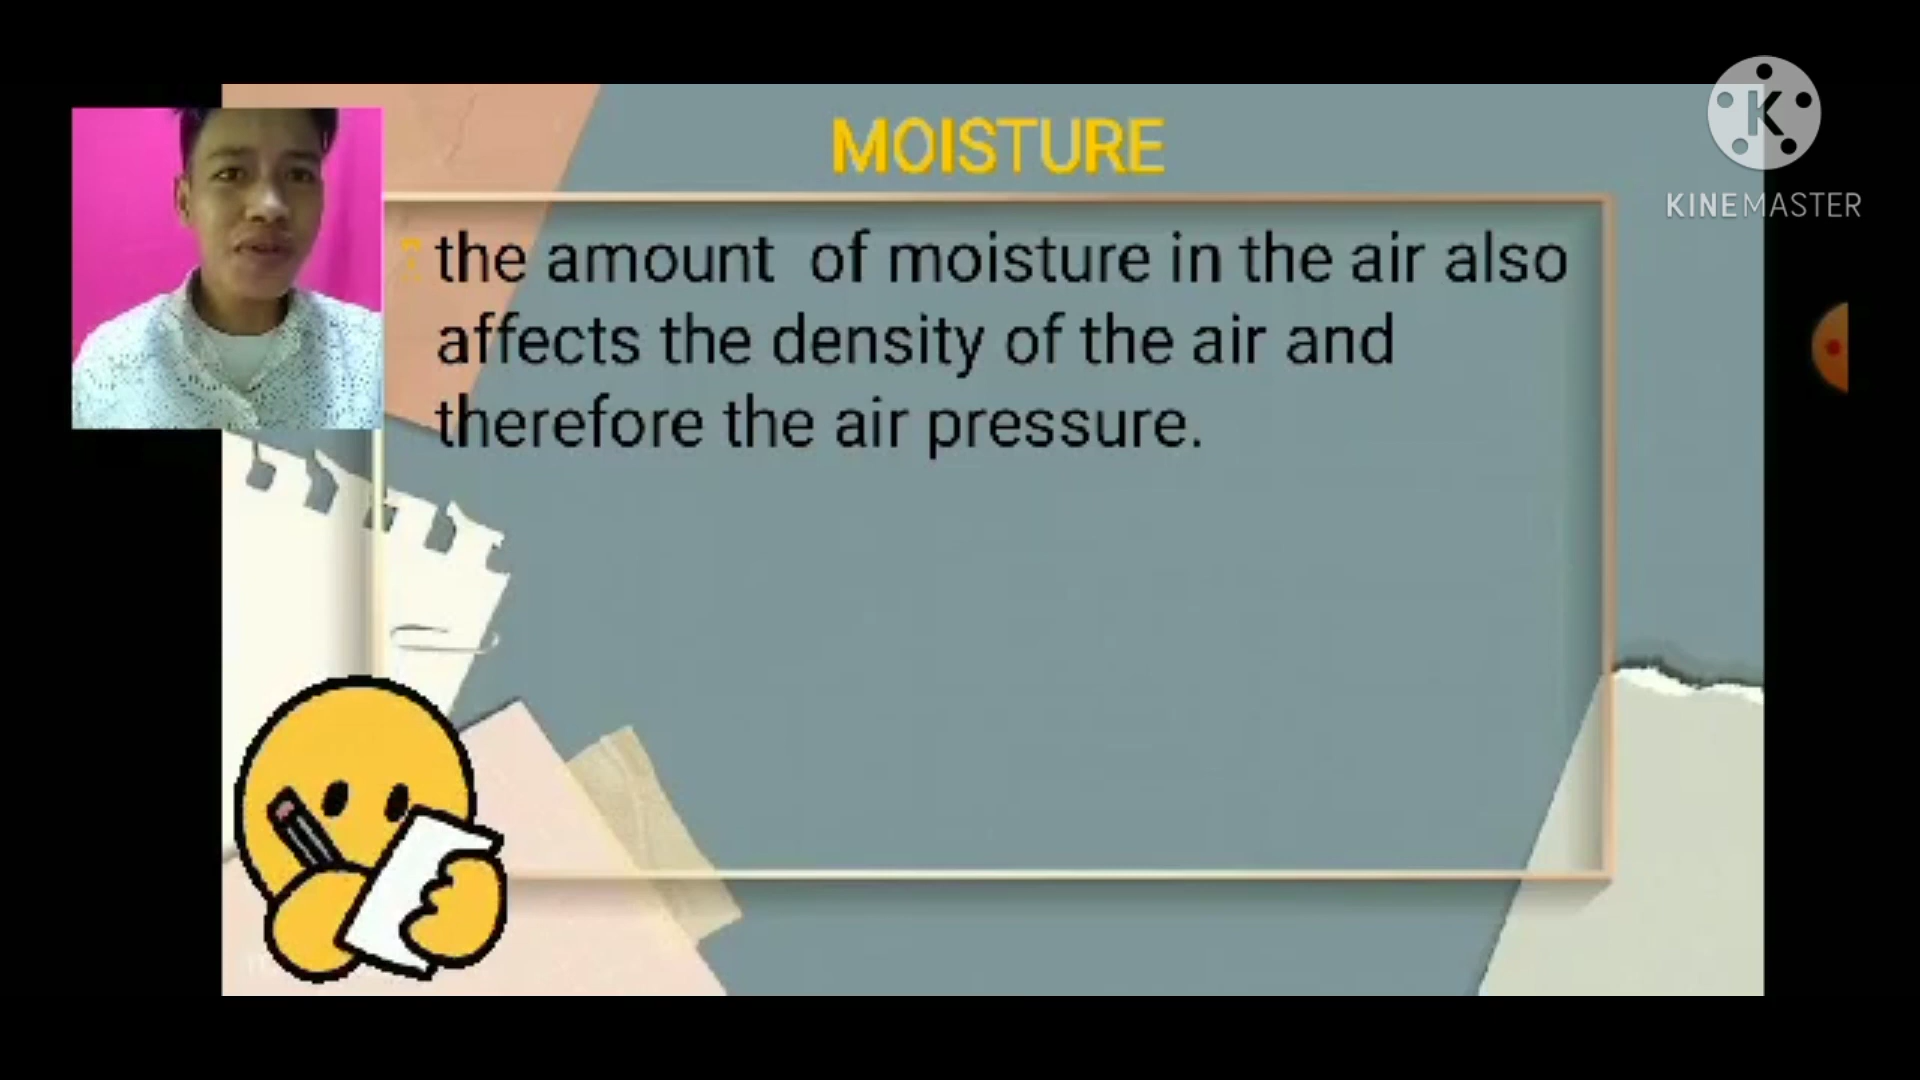 MOISTURE
K
KINEMASTER
the amount of moisture in the air also
affects the density of the air and
therefore the air pressure.